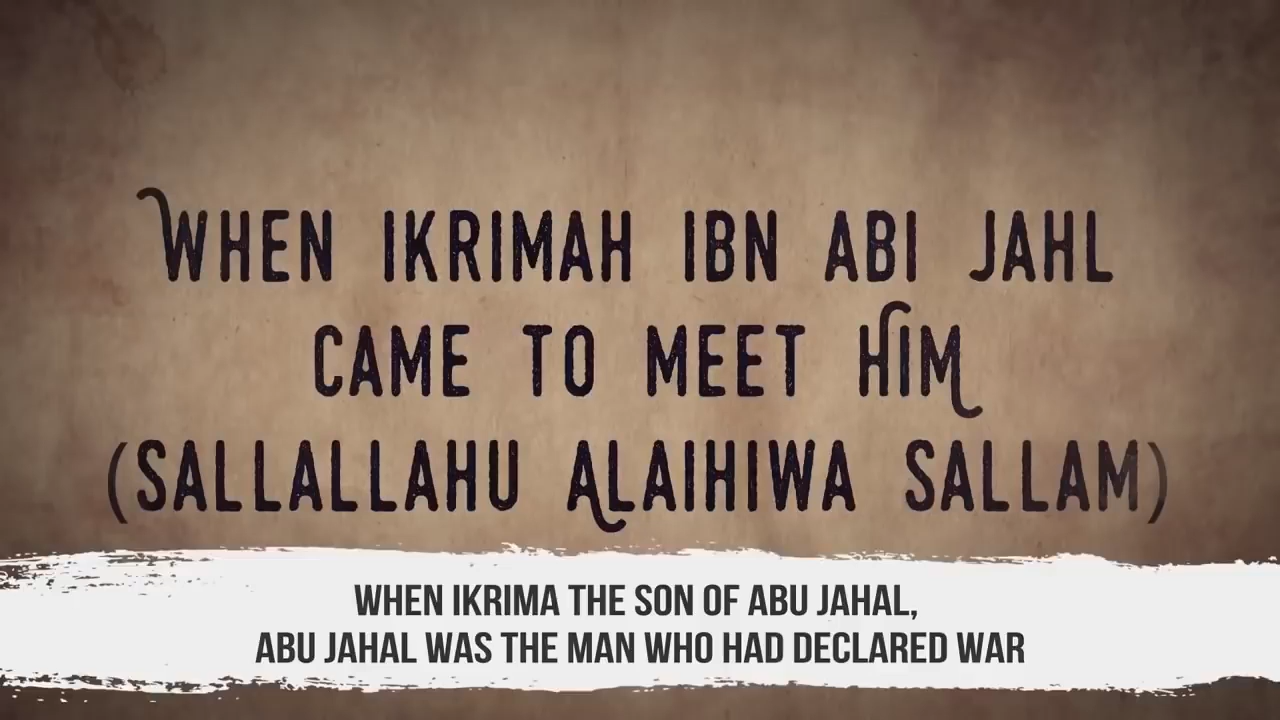 WHEN IKRIMAH IBN ABI JAHL
CAME TO MEET HIM
(SALLALLAHU ALAIHIWA SALLAM)
WHEN IKRIMA THE SON OF ABU JAHAL,
ABU JAHAL WAS THE MAN WHO HAD DECLARED WAR